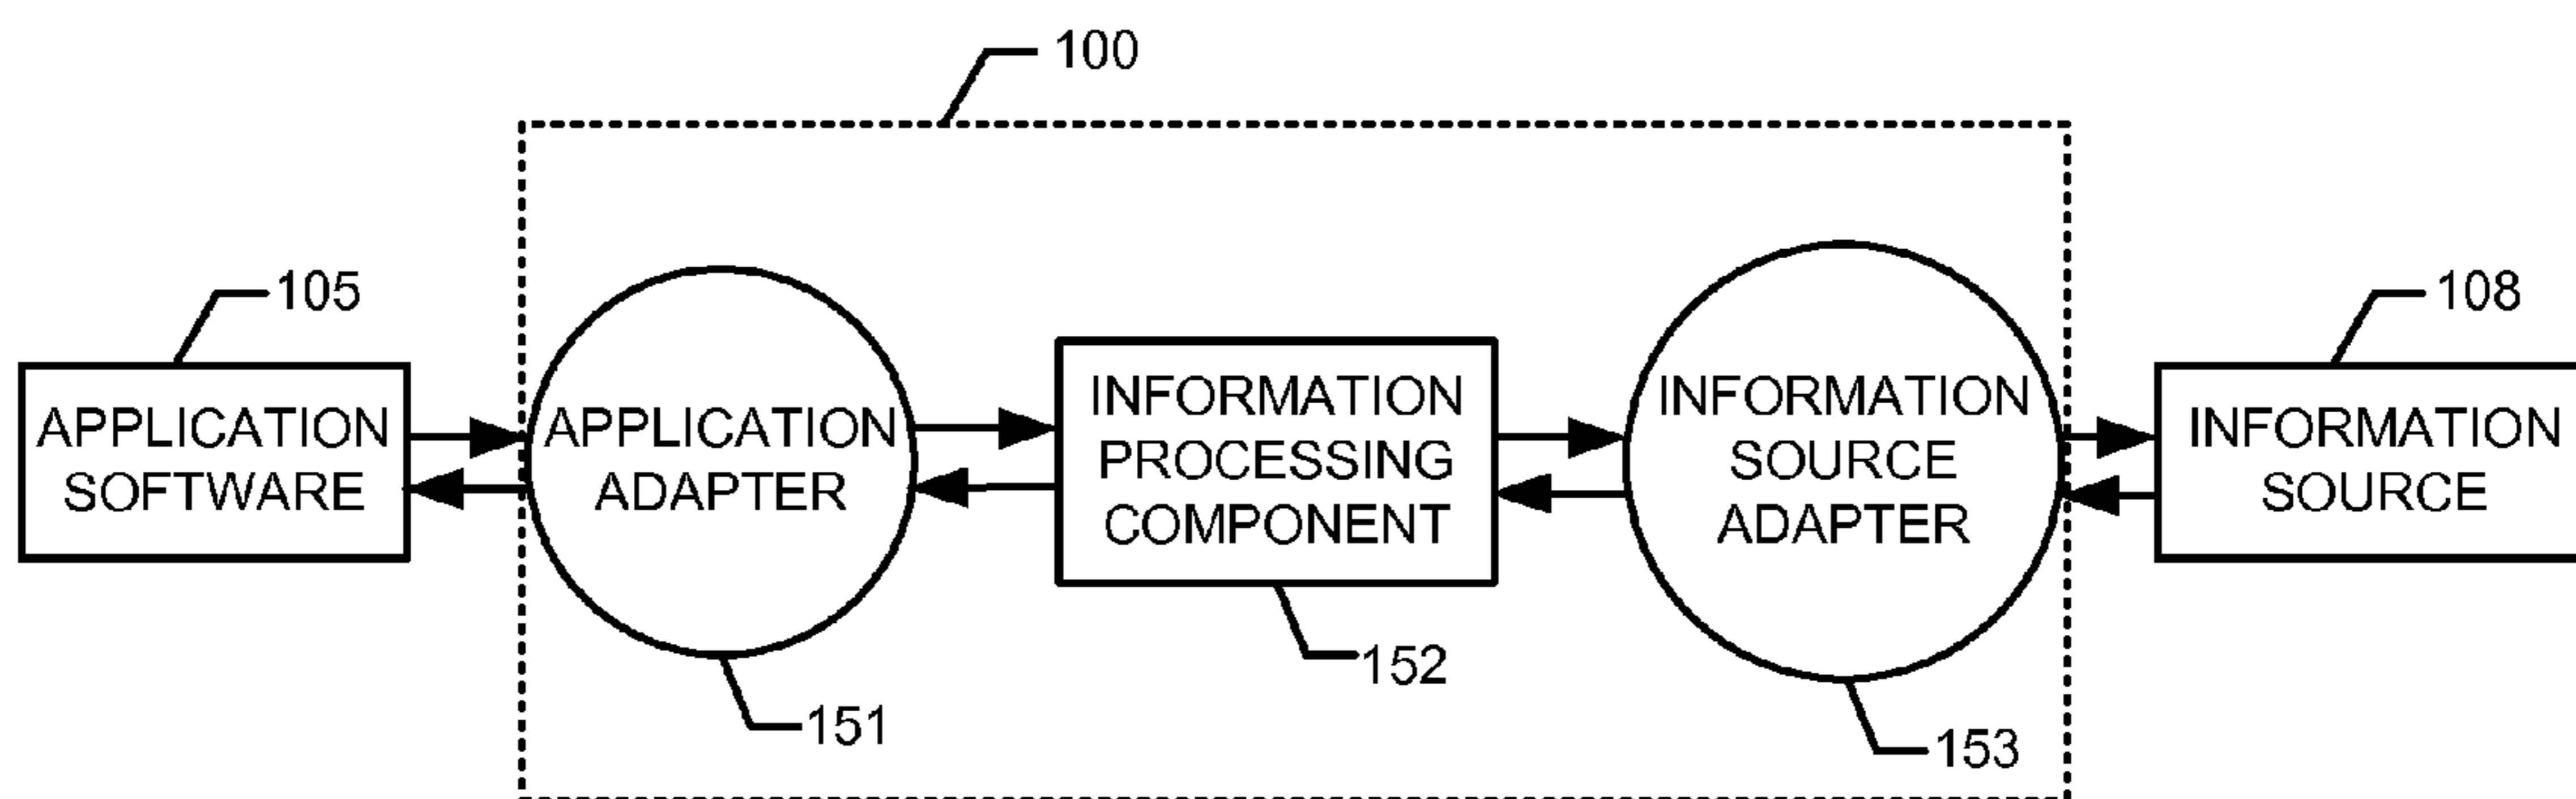 100
105
108
APPLICATION
SOFTWARE
APPLICATION
ADAPTER
INFORMATION
PROCESSING
COMPONENT
INFORMATION
SOURCE
ADAPTER
INFORMATION
SOURCE
151
152
153